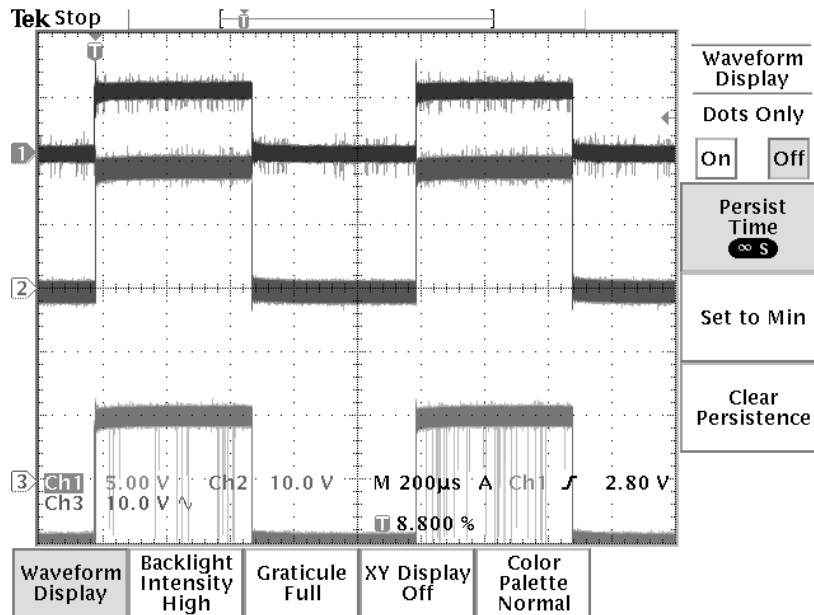 Tek Stop
T
T
Waveform
Display
Dots Only
On Off
Persist
Time
∞ S
Set to Min
Clear
Persistence
1
2
3
Ch1 5.00 V Ch2 10.0 V M 200µs A Ch1 2.80 V
Ch3 10.0 V
T 8.800 %
Waveform
Display
Backlight
Intensity
High
Graticule
Full
XY Display
Off
Color
Palette
Normal